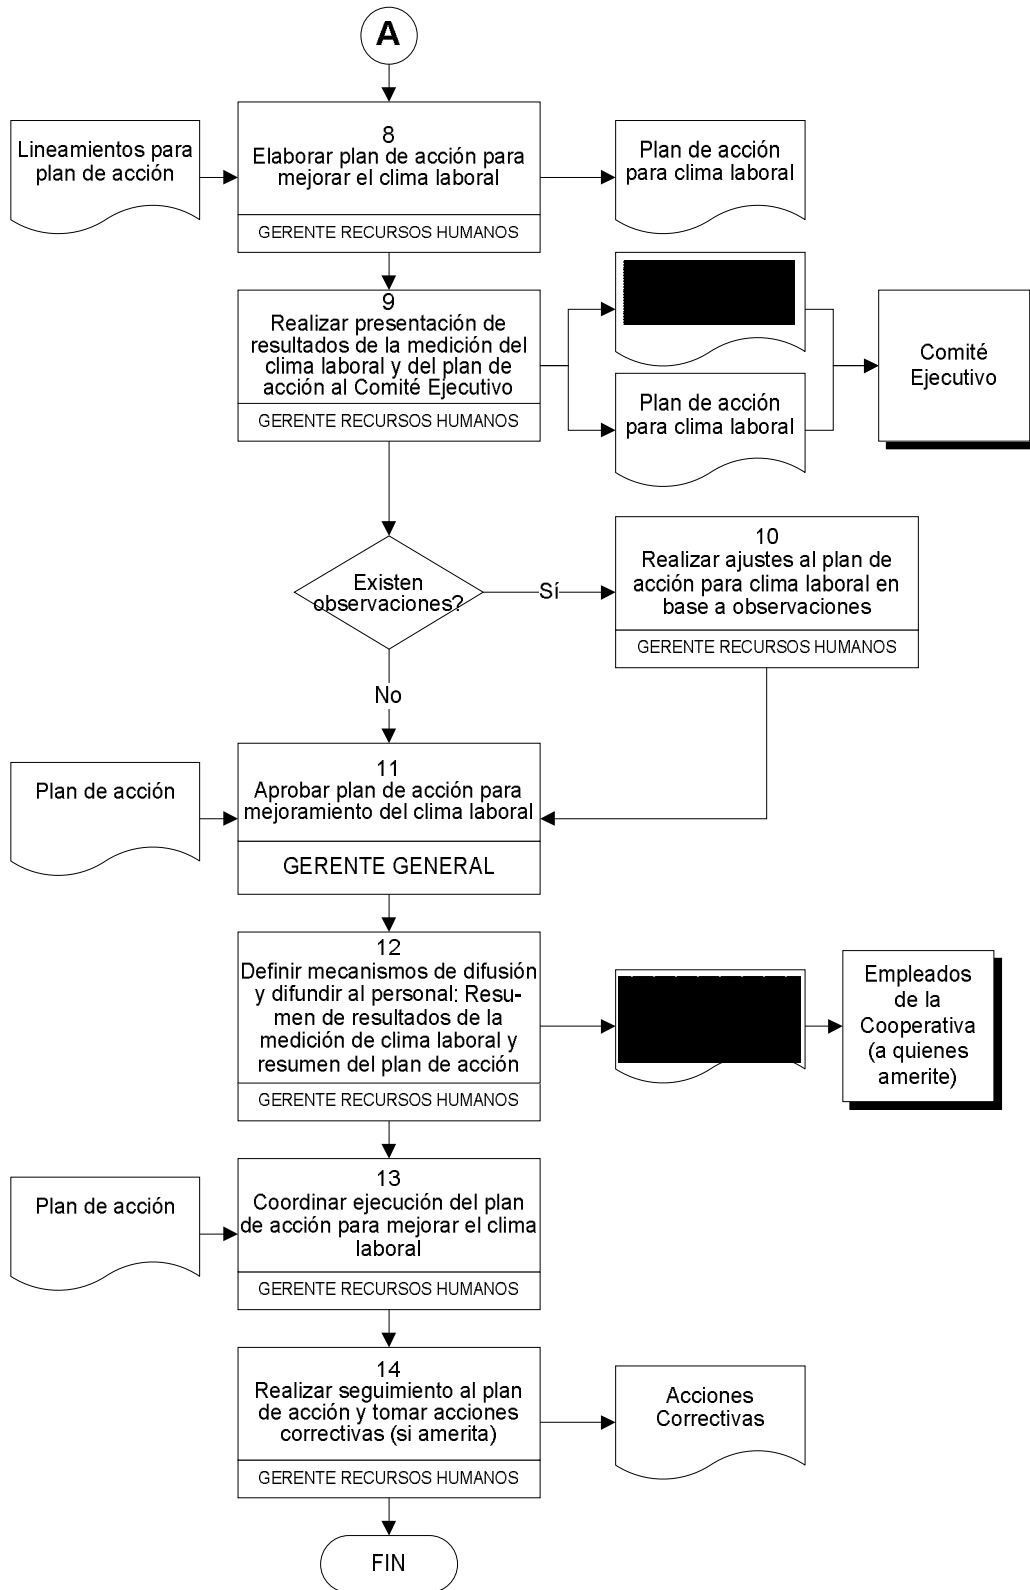 A
Lineamientos para
plan de acción
8
Elaborar plan de acción para
mejorar el clima laboral
GERENTE RECURSOS HUMANOS
Plan de acción
para clima laboral
9
Realizar presentación de
resultados de la medición del
clima laboral y del plan de
acción al Comité Ejecutivo
GERENTE RECURSOS HUMANOS
Plan de acción
para clima laboral
Comité
Ejecutivo
Existen
observaciones?
Sí
10
Realizar ajustes al plan de
acción para clima laboral en
base a observaciones
GERENTE RECURSOS HUMANOS
No
Plan de acción
11
Aprobar plan de acción para
mejoramiento del clima laboral
GERENTE GENERAL
12
Definir mecanismos de difusión
y difundir al personal: Resu-
men de resultados de la
medición de clima laboral y
resumen del plan de acción
GERENTE RECURSOS HUMANOS
Empleados
de la
Cooperativa
(a quienes
amerite)
Plan de acción
13
Coordinar ejecución del plan
de acción para mejorar el clima
laboral
GERENTE RECURSOS HUMANOS
14
Realizar seguimiento al plan
de acción y tomar acciones
correctivas (si amerita)
GERENTE RECURSOS HUMANOS
Acciones
Correctivas
FIN